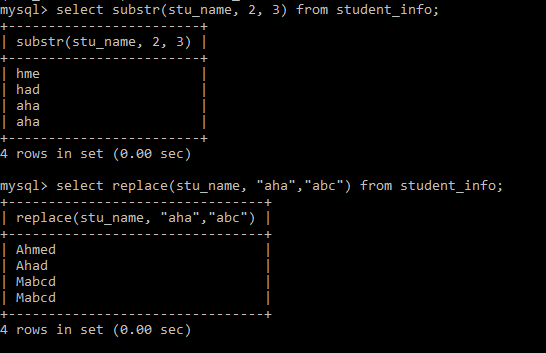 mysql> select substr(stu_name, 2, 3) from student_info;
+------------------------+
| substr(stu_name, 2, 3) |
+------------------------+
| hme                    |
| had                    |
| aha                    |
| aha                    |
+------------------------+
4 rows in set (0.00 sec)
mysql> select replace(stu_name, "aha","abc") from student_info;
+--------------------------------+
| replace(stu_name, "aha","abc") |
+--------------------------------+
| Ahmed                          |
| Ahad                           |
| Mabcd                          |
| Mabcd                          |
+--------------------------------+
4 rows in set (0.00 sec)